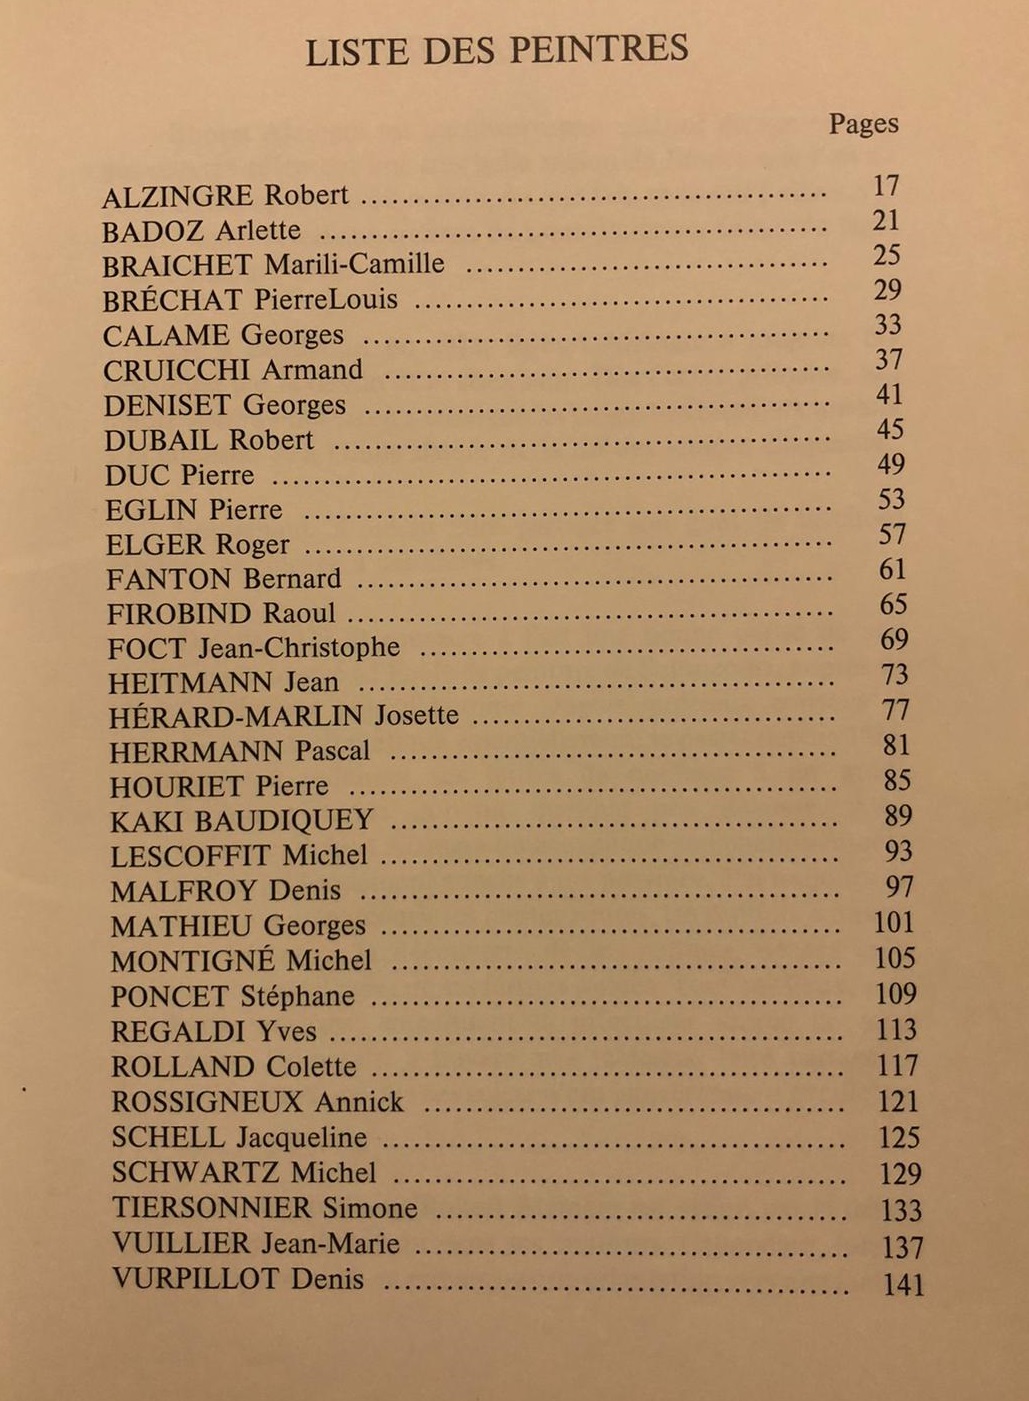 LISTE DES PEINTRES
Pages
ALZINGRE Robert ........................................ 17
BADOZ Arlette ........................................ 21
BRAICHET Marili-Camille ........................................ 25
BRÉCHAT PierreLouis ........................................ 29
CALAME Georges ........................................ 33
CRUICCHI Armand ........................................ 37
DENISET Georges ........................................ 41
DUBAIL Robert ........................................ 45
DUC Pierre ........................................ 49
EGLIN Pierre ........................................ 53
ELGER Roger ........................................ 57
FANTON Bernard ........................................ 61
FIROBIND Raoul ........................................ 65
FOCT Jean-Christophe ........................................ 69
HEITMANN Jean ........................................ 73
HÉRARD-MARLIN Josette ........................................ 77
HERRMANN Pascal ........................................ 81
HOURIET Pierre ........................................ 85
KAKI BAUDIQUEY ........................................ 89
LESCOFFIT Michel ........................................ 93
MALFROY Denis ........................................ 97
MATHIEU Georges ........................................ 101
MONTIGNÉ Michel ........................................ 105
PONCET Stéphane ........................................ 109
REGALDI Yves ........................................ 113
ROLLAND Colette ........................................ 117
ROSSIGNEUX Annick ........................................ 121
SCHELL Jacqueline ........................................ 125
SCHWARTZ Michel ........................................ 129
TIERSONNIER Simone ........................................ 133
VUILLIER Jean-Marie ........................................ 137
VURPILLOT Denis ........................................ 141